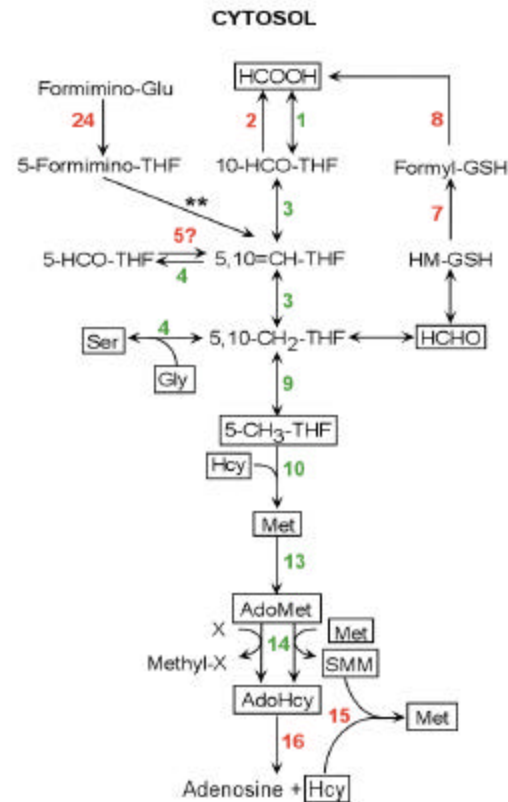 CYTOSOL
HCOOH
Formimino-Glu
24
2
1
8
5-Formimino-THF
10-HCO-THF
Formyl-GSH
**
3
7
5?
5-HCO-THF
5,10=CH-THF
HM-GSH
4
3
4
Ser
5,10-CH2-THF
HCHO
Gly
9
5-CH3-THF
Hcy
10
Met
13
AdoMet
X
14
Met
Methyl-X
SMM
AdoHcy
15
Met
16
Adenosine + Hcy